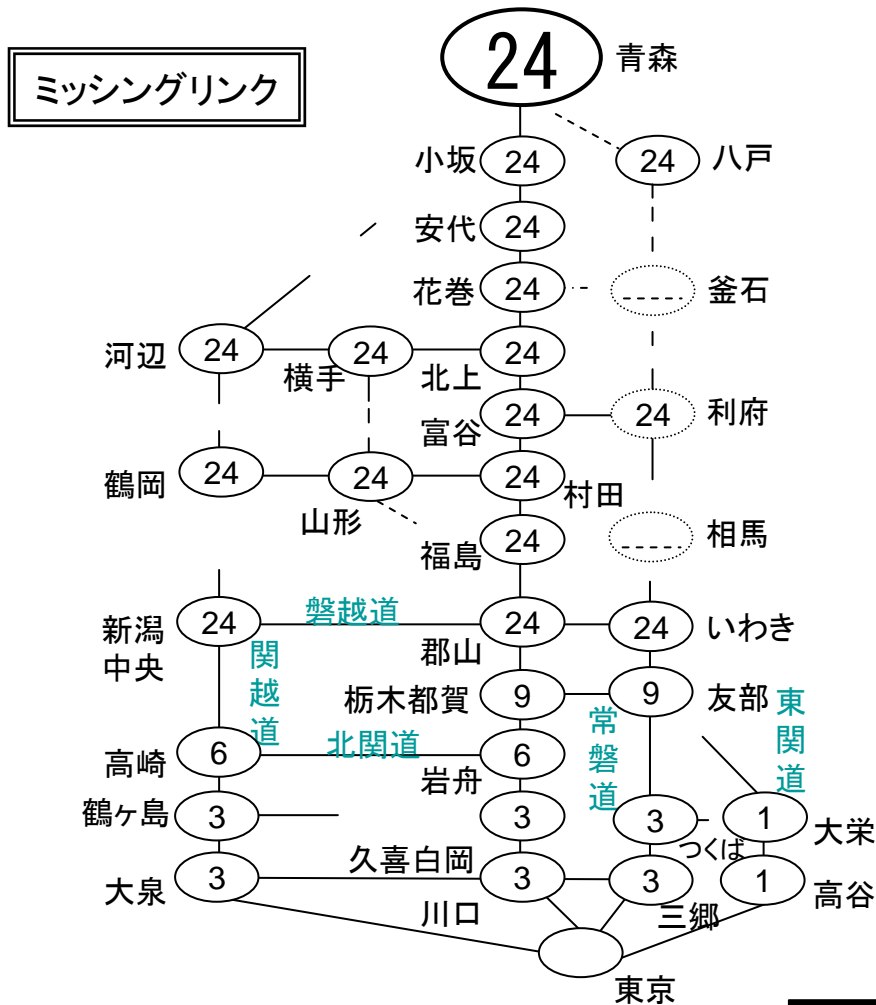 24 青森
ミッシングリンク
小坂 24 24 八戸
安代 24
花巻 24 釜石
河辺 24 横手 24 北上 24
富谷 24 24 利府
鶴岡 24 山形 24 24 村田
福島 24 相馬
新潟中央 24 磐越道 郡山 24 24 いわき
関越道
栃木都賀 9 9 友部
常磐道
東関道
高崎 6 北関道 岩舟 6
鶴ヶ島 3 3 3 つくば 1 大栄
大泉 3 久喜白岡 3 3 1 高谷
川口 三郷
東京